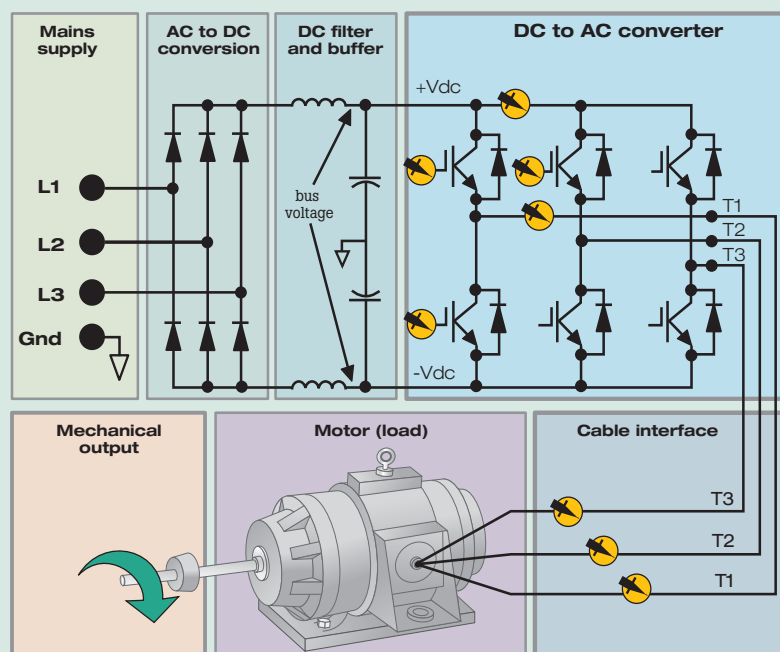 Mains
supply
AC to DC
conversion
DC filter
and buffer
DC to AC converter
+Vdc
L1
bus
voltage
T1
L2
T2
T3
L3
Gnd
-Vdc
Mechanical
output
Motor (load)
Cable interface
T3
T2
T1